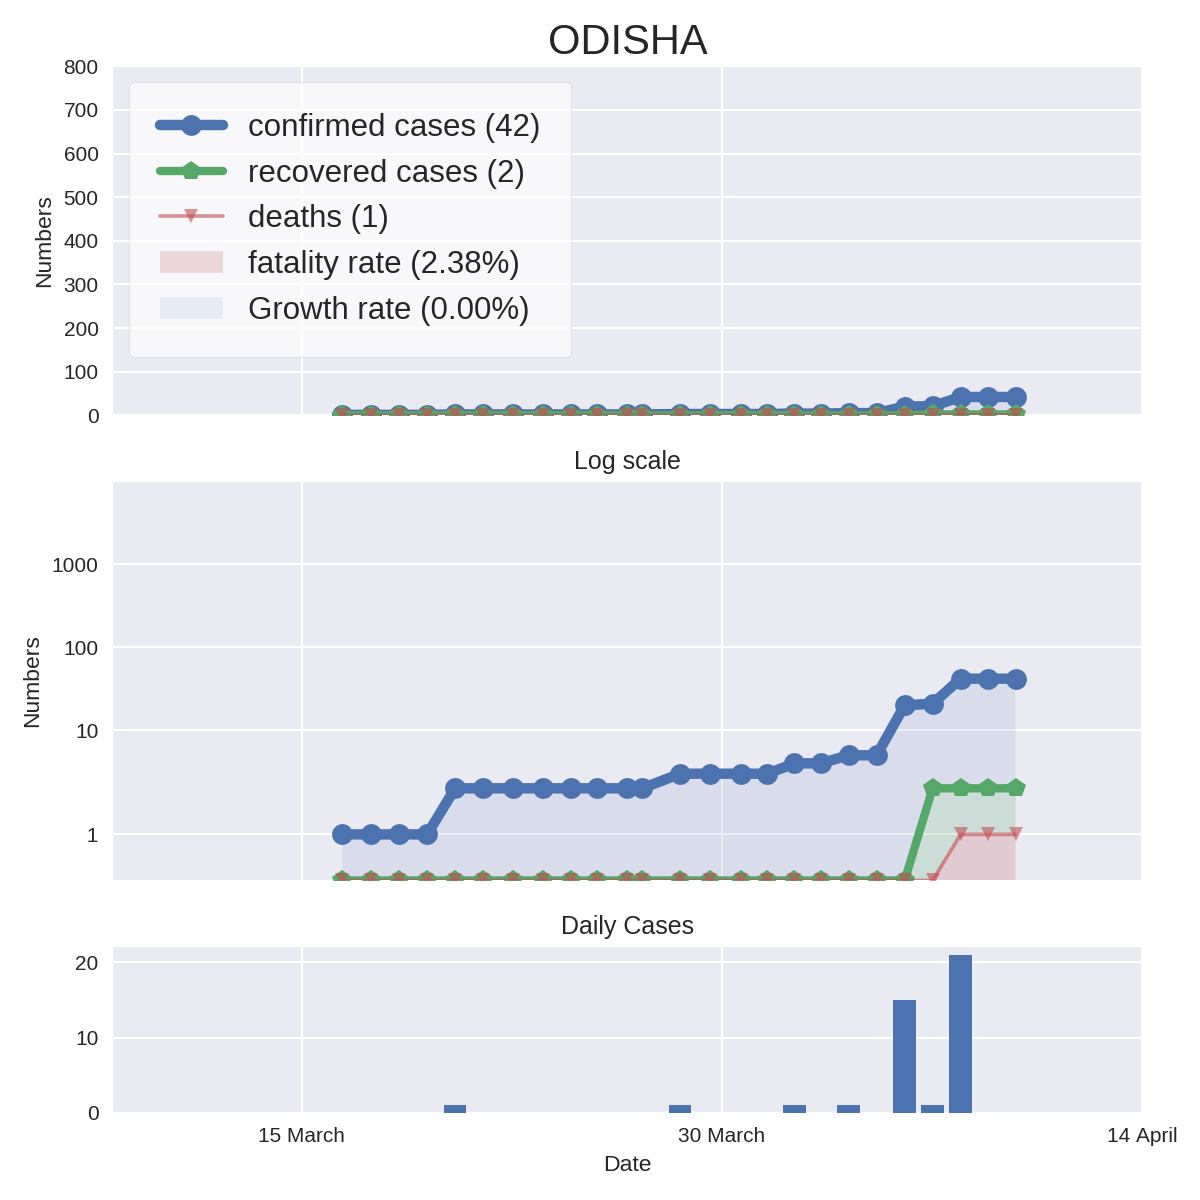 ODISHA
800
700
600
500
400
300
200
100
0
Numbers
confirmed cases (42)
recovered cases (2)
deaths (1)
fatality rate (2.38%)
Growth rate (0.00%)
Log scale
1000
100
10
1
Numbers
Daily Cases
20
10
0
15 March
30 March
14 April
Date